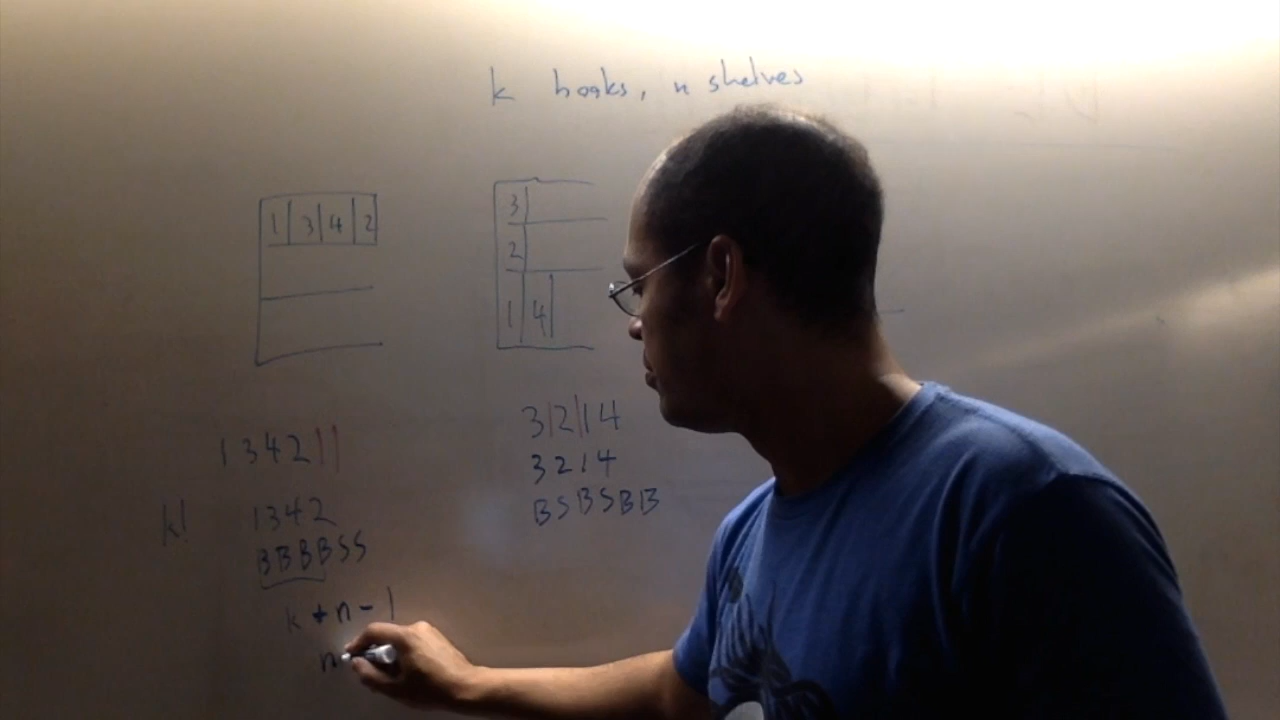 k books, n shelves
1 3 4 2
3
2
1 4
3|2|14
1342||
3214
BSBSBB
k! 1342
BBBBSS
k + n - 1
n